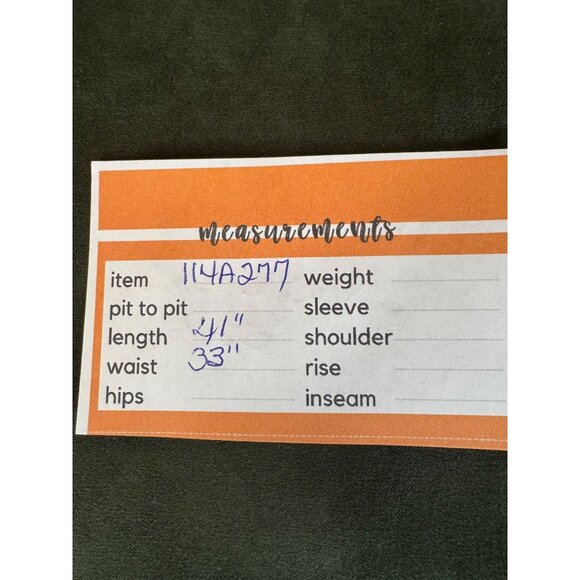 measurements
item 114A277 weight
pit to pit sleeve
length 41" shoulder
waist 33" rise
hips inseam